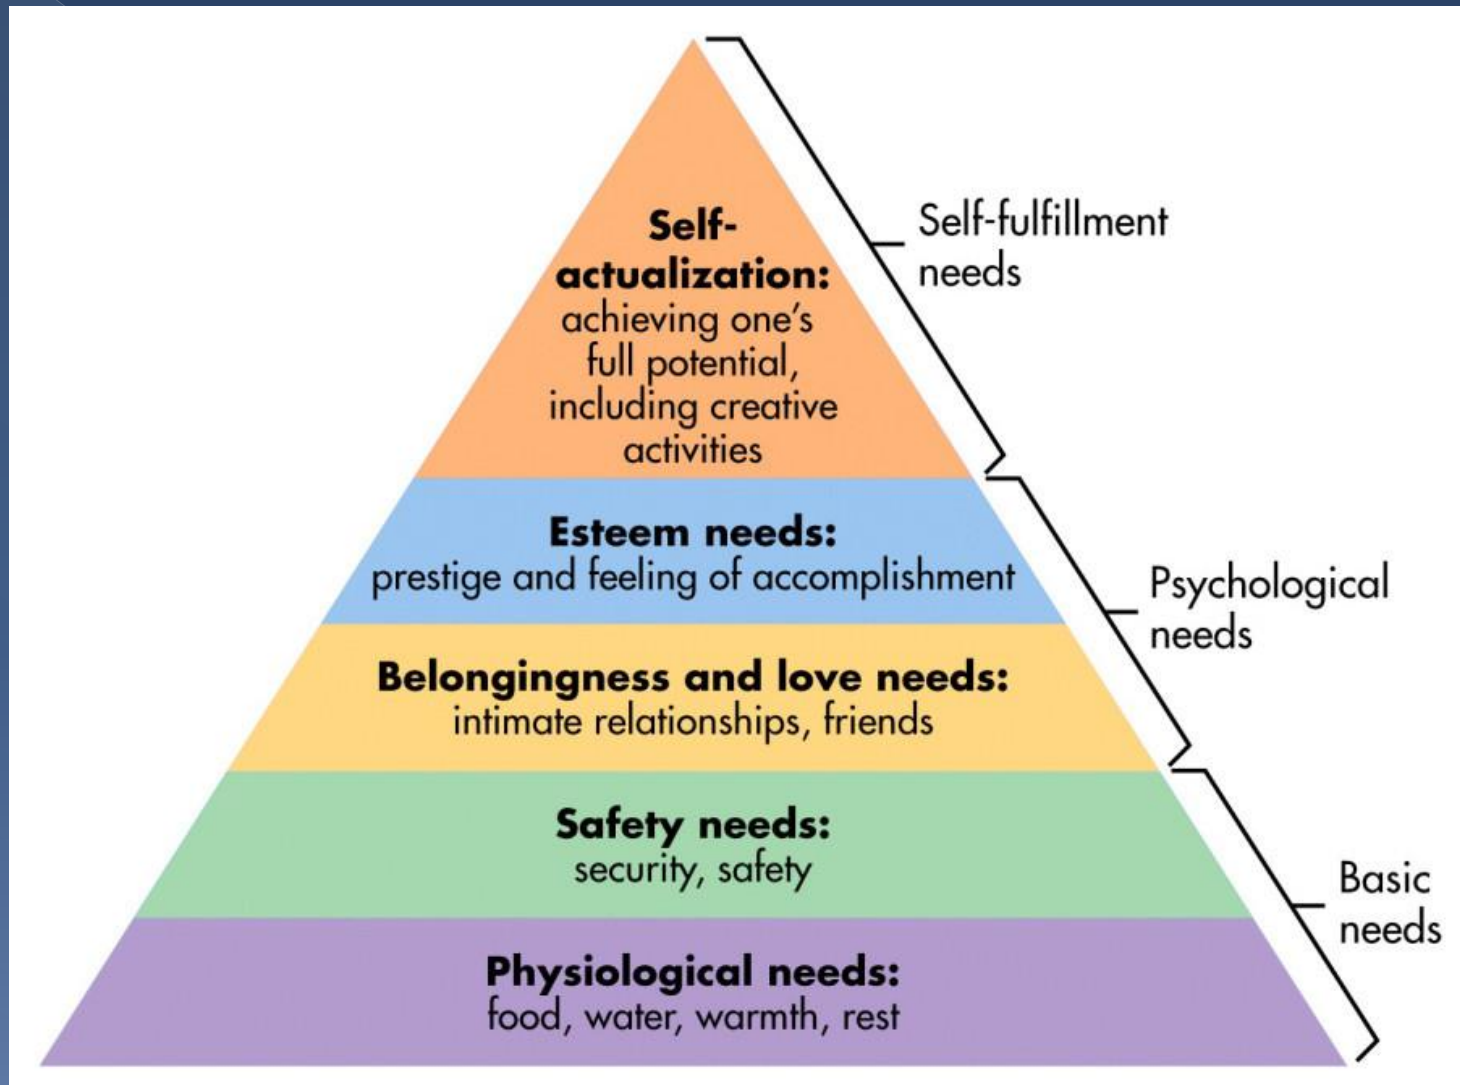 Self-
actualization:
achieving one's
full potential,
including creative
activities
Self-fulfillment
needs
Esteem needs:
prestige and feeling of accomplishment
Psychological
needs
Belongingness and love needs:
intimate relationships, friends
Safety needs:
security, safety
Basic
needs
Physiological needs:
food, water, warmth, rest